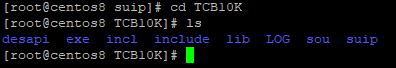 [root@centos8 suip]# cd TCB10K
[root@centos8 TCB10K]# ls
desapi  exe  incl  include  lib  LOG  sou  suip
[root@centos8 TCB10K]#